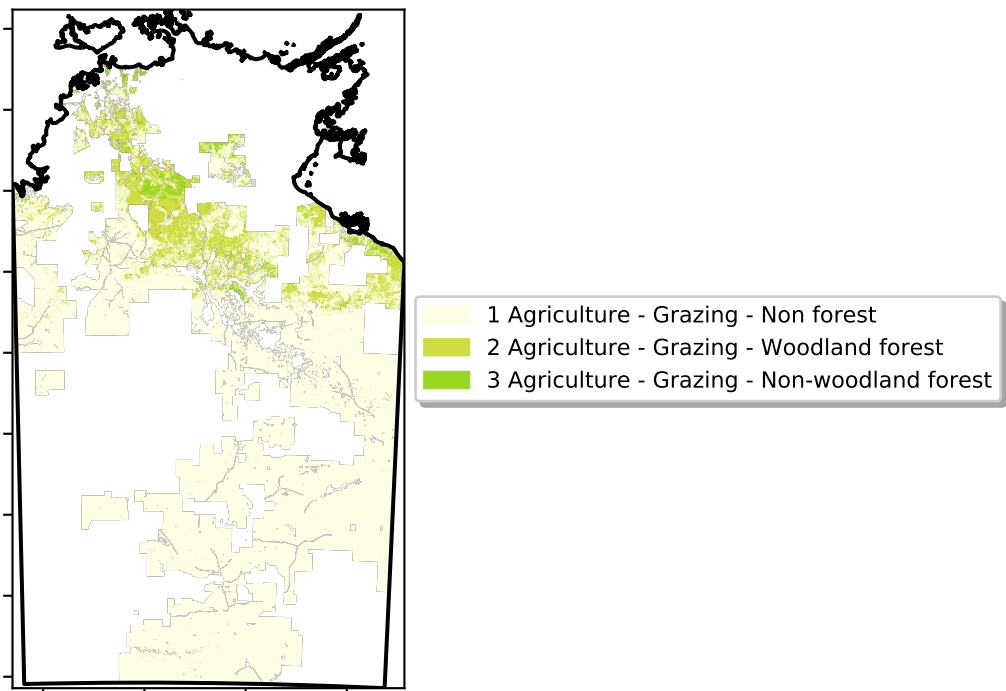 1 Agriculture - Grazing - Non forest
2 Agriculture - Grazing - Woodland forest
3 Agriculture - Grazing - Non-woodland forest